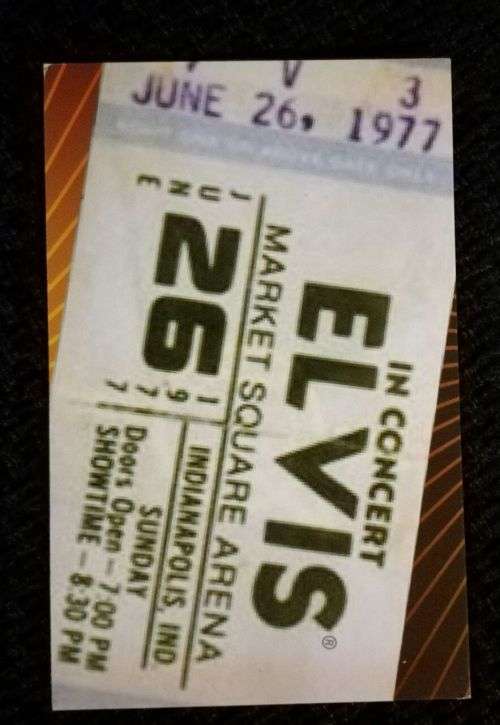 V 3
JUNE 26, 1977
IN CONCERT
ELVIS®
MARKET SQUARE ARENA
JUNE
26
1977
INDIANAPOLIS, IND
SUNDAY
Doors Open - 7:00 PM
SHOWTIME - 8:30 PM